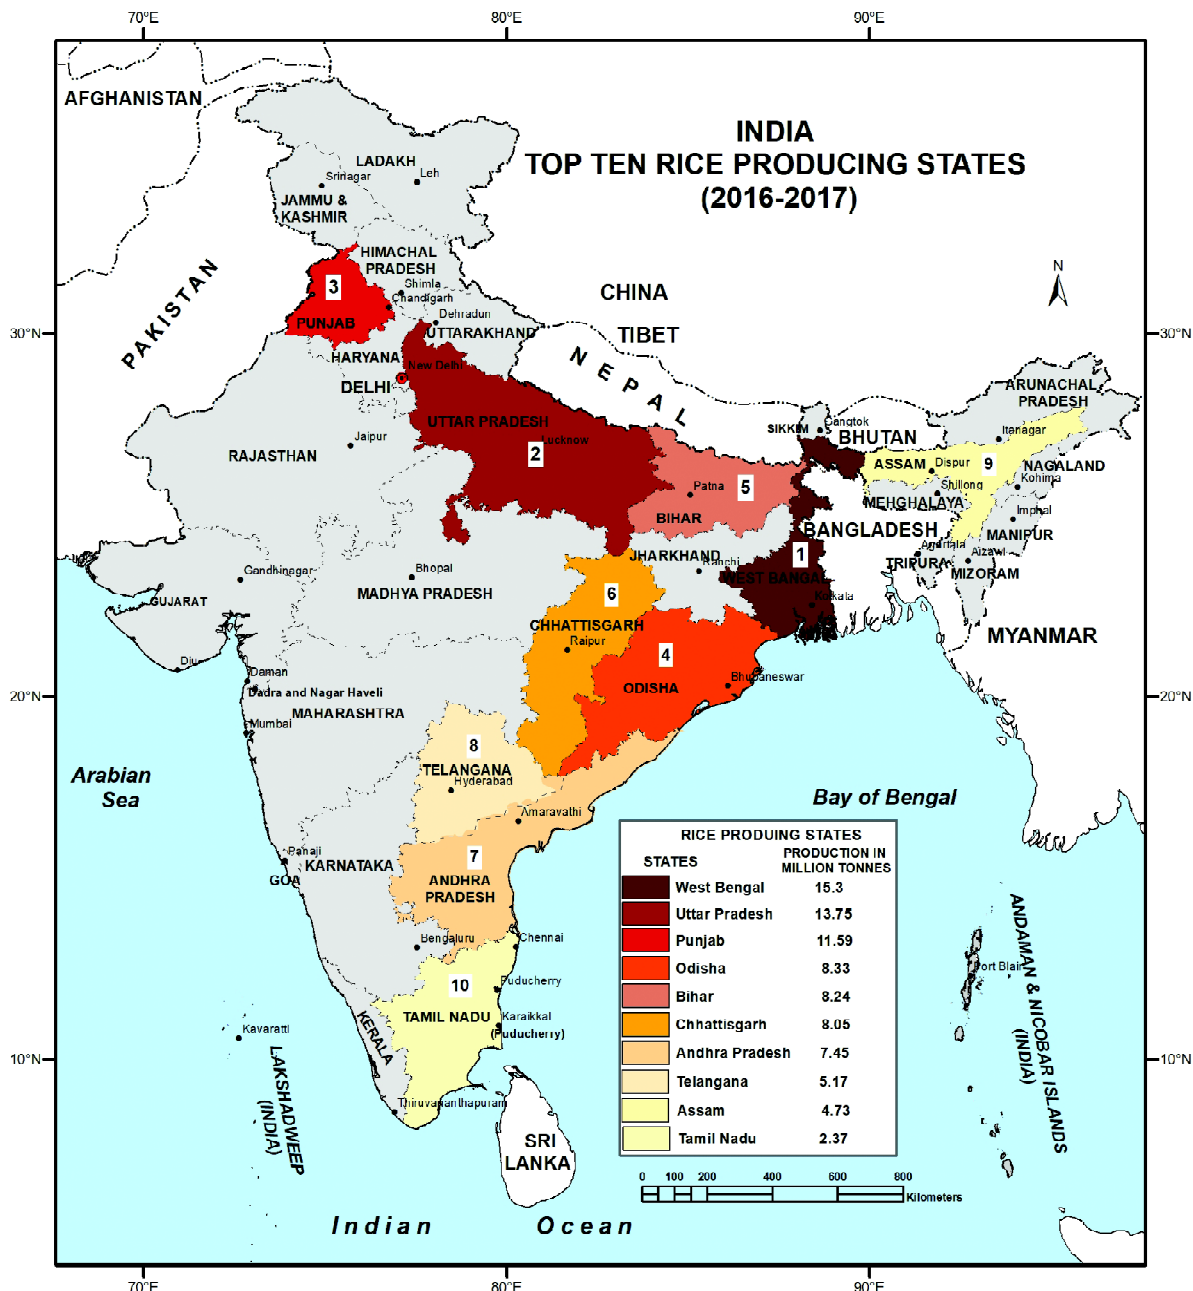 70°E 80°E 90°E
AFGHANISTAN
INDIA
TOP TEN RICE PRODUCING STATES
(2016-2017)
LADAKH
Srinagar
Leh
JAMMU &
KASHMIR
HIMACHAL
PRADESH
PAKISTAN
N
3
Shimla
Chandigarh
CHINA
PUNJAB
Dehradun
UTTARAKHAND
TIBET
30°N
30°N
HARYANA
New Delhi
DELHI
NEPAL
ARUNACHAL
PRADESH
UTTAR PRADESH
Lucknow
2
Jaipur
RAJASTHAN
SIKKIM
Gangtok
BHUTAN
Itanagar
ASSAM
Dispur
9
NAGALAND
Kohima
Patna
5
BIHAR
Shillong
MEHGHALAYA
Imphal
MANIPUR
BANGLADESH
Agartala
TRIPURA
Aizawl
MIZORAM
JHARKHAND
Ranchi
1
WEST BANGAL
Kolkata
Gandhinagar
GUJARAT
Bhopal
MADHYA PRADESH
6
CHHATTISGARH
Raipur
MYANMAR
4
ODISHA
Bhubaneswar
Diu
Daman
Dadra and Nagar Haveli
20°N
20°N
MAHARASHTRA
Mumbai
8
TELANGANA
Hyderabad
Arabian
Sea
Bay of Bengal
Amaravathi
Panaji
GOA
KARNATAKA
7
ANDHRA
PRADESH
Bengaluru
Chennai
10
Puducherry
TAMIL NADU
Karaikkal
(Puducherry)
KERALA
Kavaratti
LAKSHADWEEP
(INDIA)
Thiruvananthapuram
10°N
10°N
SRI
LANKA
Port Blair
ANDAMAN & NICOBAR ISLANDS
(INDIA)
RICE PRODUING STATES
STATES PRODUCTION IN
MILLION TONNES
West Bengal 15.3
Uttar Pradesh 13.75
Punjab 11.59
Odisha 8.33
Bihar 8.24
Chhattisgarh 8.05
Andhra Pradesh 7.45
Telangana 5.17
Assam 4.73
Tamil Nadu 2.37
0 100 200 400 600 800
Kilometers
Indian Ocean
70°E 80°E 90°E